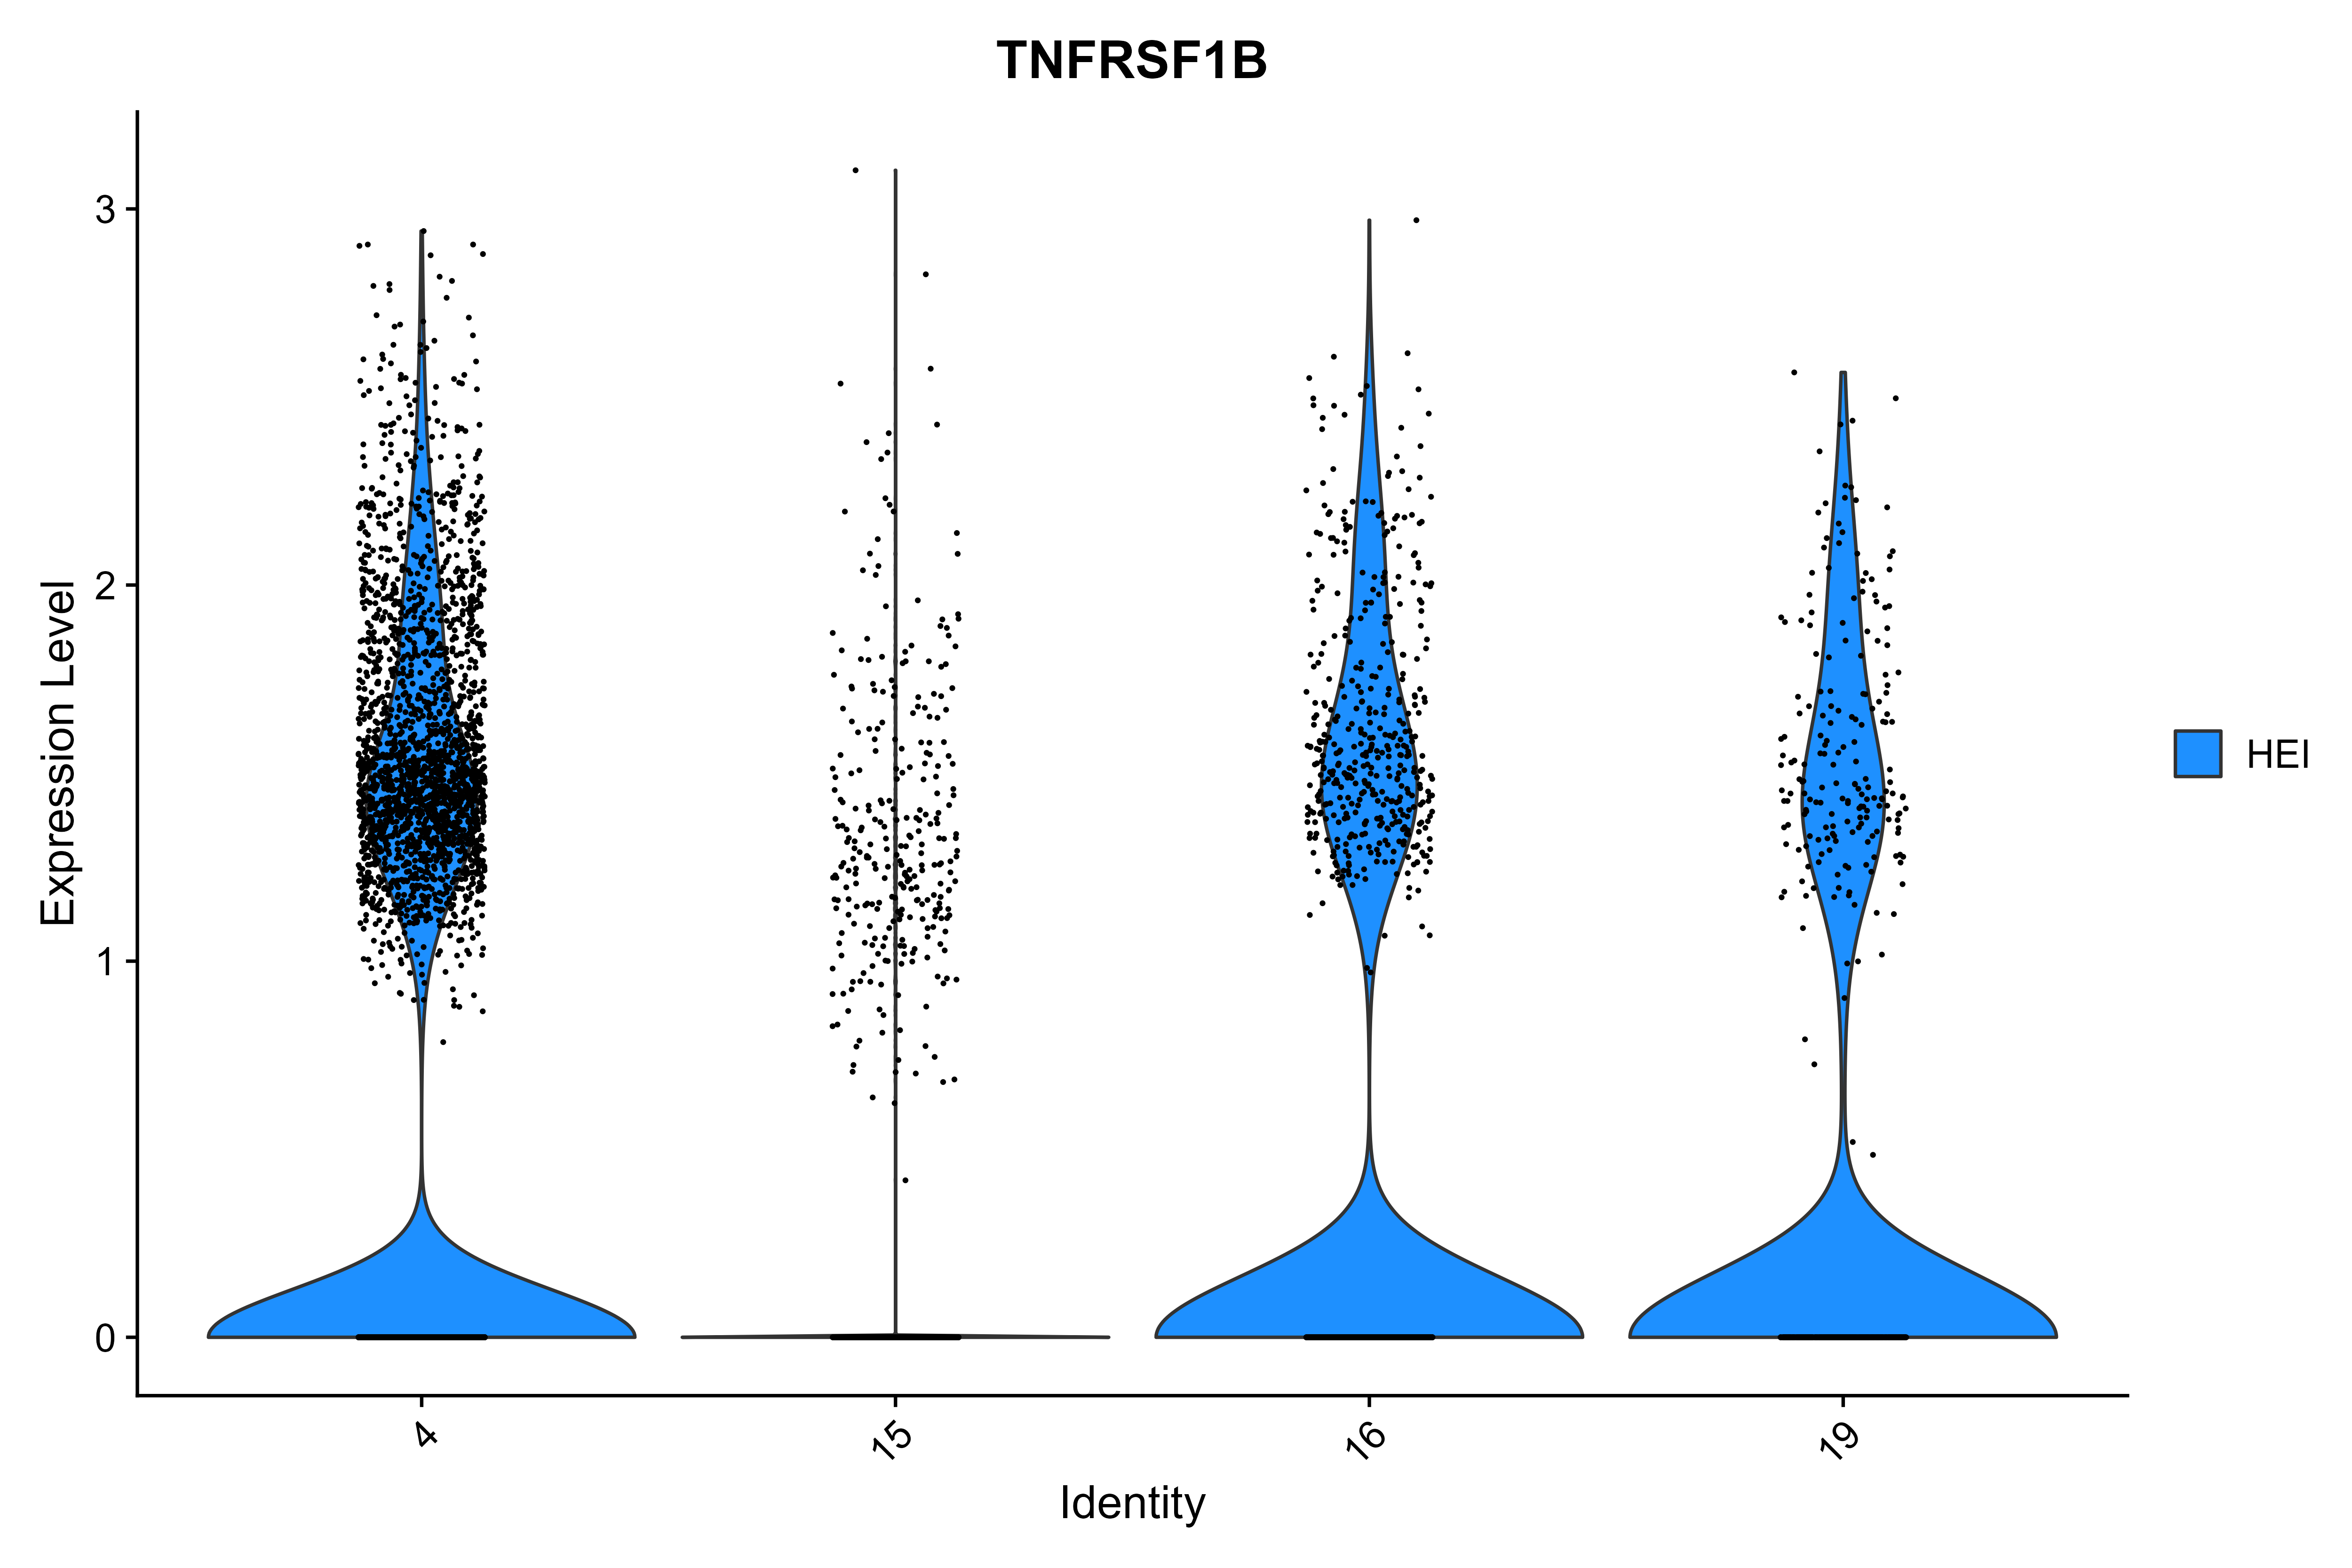 TNFRSF1B
Expression Level
3
2
1
0
4
15
16
19
Identity
HEI